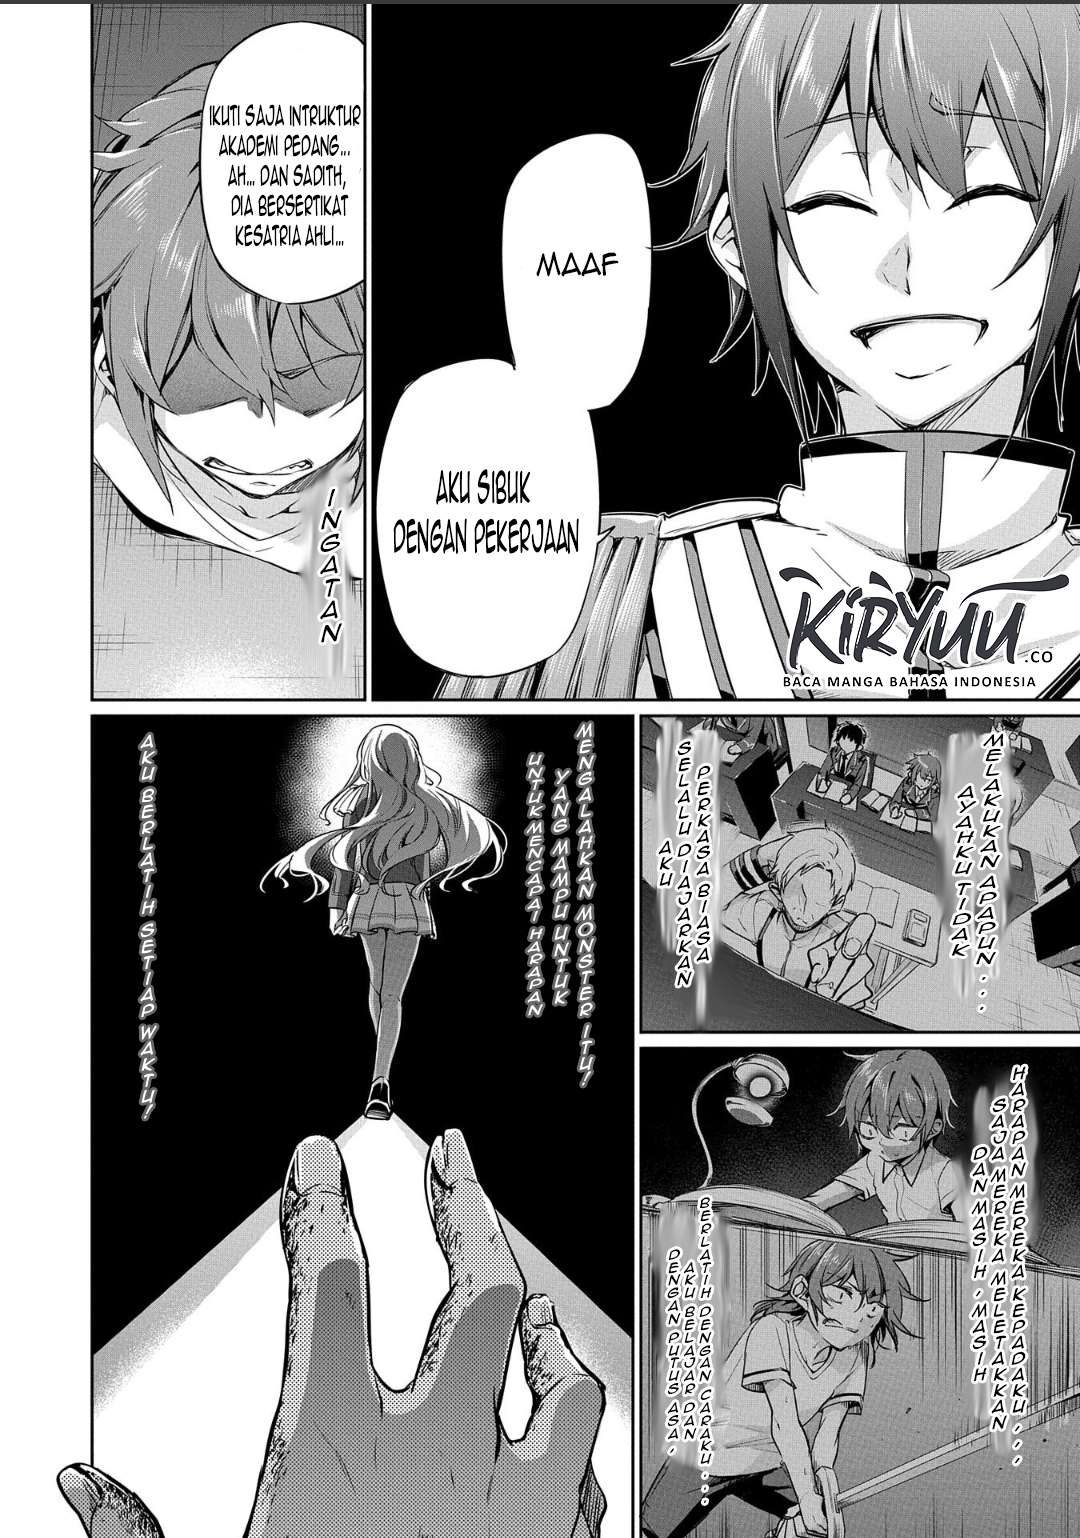 MAAF
AKU SIBUK
DENGAN PEKERJAAN
KIRYUU.CO
BACA MANGA BAHASA INDONESIA
IKUTI SAJA INTRUKTUR
AKADEMI PEDANG...
AH... DAN SADITH,
DIA BERSERTIKAT
KESATRIA AHLI...
INGATAN
MELAKUKAN APAPUN...
AYAHKU TIDAK
PERKASA BIASA
SELALU DIAJARKAN
AKU
HARAPAN MEREKA KEPADAKU,,,
SAJA MEREKA MELETAKKAN
DAN MASIH, MASIH
BERLATIH DENGAN CARAKU...
AKU BELAJAR DAN
DENGAN PUTUS ASA,
MENGALAHKAN MONSTER ITU!
YANG MAMPU UNTUK
UNTUK MENCAPAI HARAPAN
AKU BERLATIH SETIAP WAKTU!